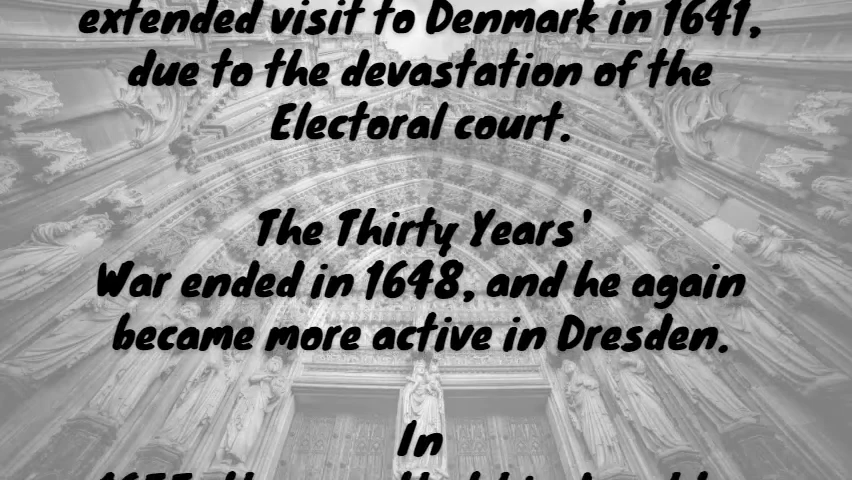 extended visit to Denmark in 1641,
due to the devastation of the
Electoral court.
The Thirty Years'
War ended in 1648, and he again
became more active in Dresden.
In